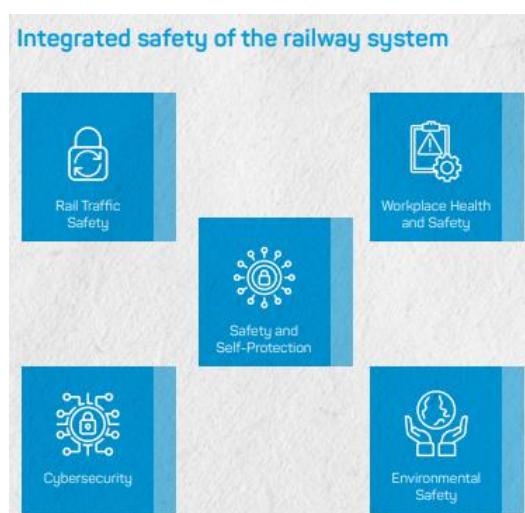 Integrated safety of the railway system
Rail Traffic
Safety
Workplace Health
and Safety
Safety and
Self-Protection
Cybersecurity
Environmental
Safety